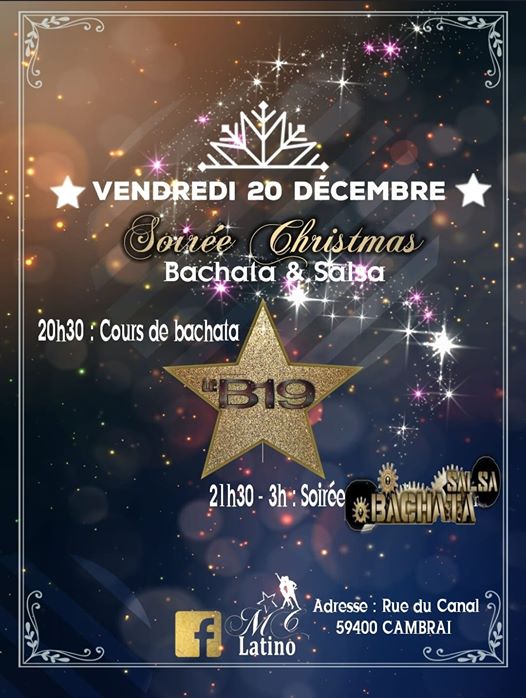 VENDREDI 20 DÉCEMBRE
Soirée Christmas
Bachata & Salsa
20h30 : Cours de bachata
LE B19
21h30 - 3h : Soirée
SALSA
BACHATA
f
MC
Latino
Adresse : Rue du Canal
59400 CAMBRAI